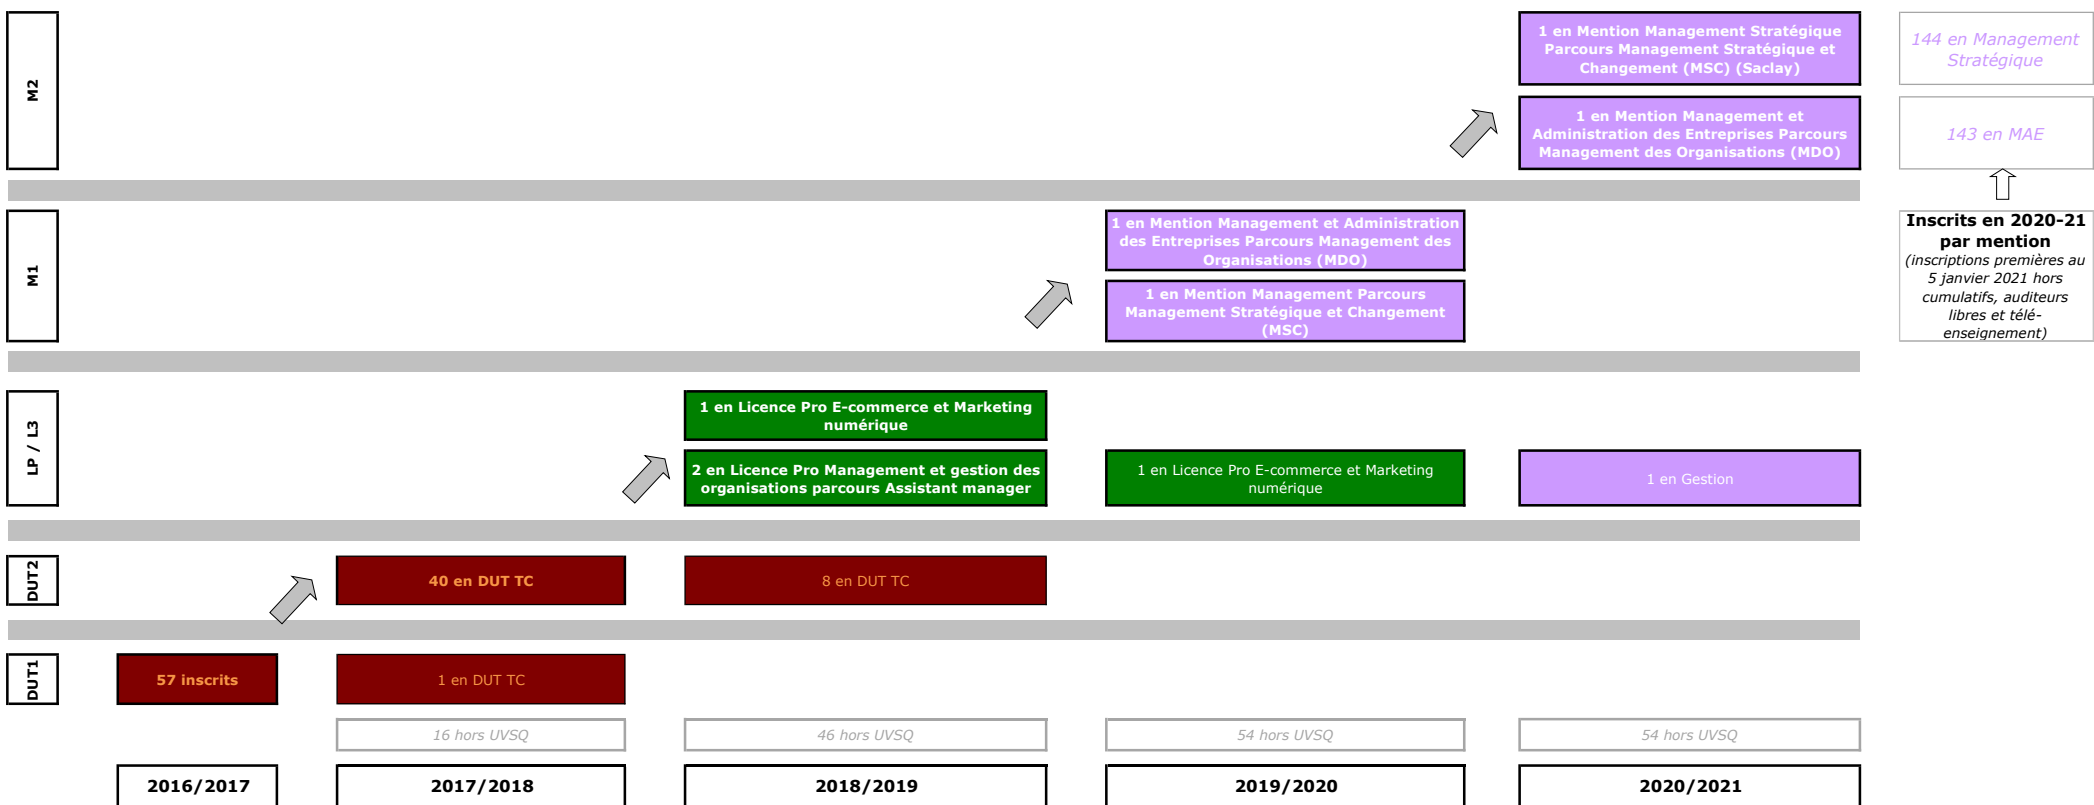 M2
1 en Mention Management Stratégique
Parcours Management Stratégique et
Changement (MSC) (Saclay)
144 en Management
Stratégique
1 en Mention Management et
Administration des Entreprises Parcours
Management des Organisations (MDO)
143 en MAE
M1
1 en Mention Management et Administration
des Entreprises Parcours Management des
Organisations (MDO)
1 en Mention Management Parcours
Management Stratégique et Changement
(MSC)
Inscrits en 2020-21
par mention
(inscriptions premières au
5 janvier 2021 hors
cumulatifs, auditeurs
libres et télé-
enseignement)
LP / L3
1 en Licence Pro E-commerce et Marketing
numérique
2 en Licence Pro Management et gestion des
organisations parcours Assistant manager
1 en Licence Pro E-commerce et Marketing
numérique
1 en Gestion
DUT2
40 en DUT TC
8 en DUT TC
DUT1
57 inscrits
1 en DUT TC
16 hors UVSQ
46 hors UVSQ
54 hors UVSQ
54 hors UVSQ
2016/2017
2017/2018
2018/2019
2019/2020
2020/2021